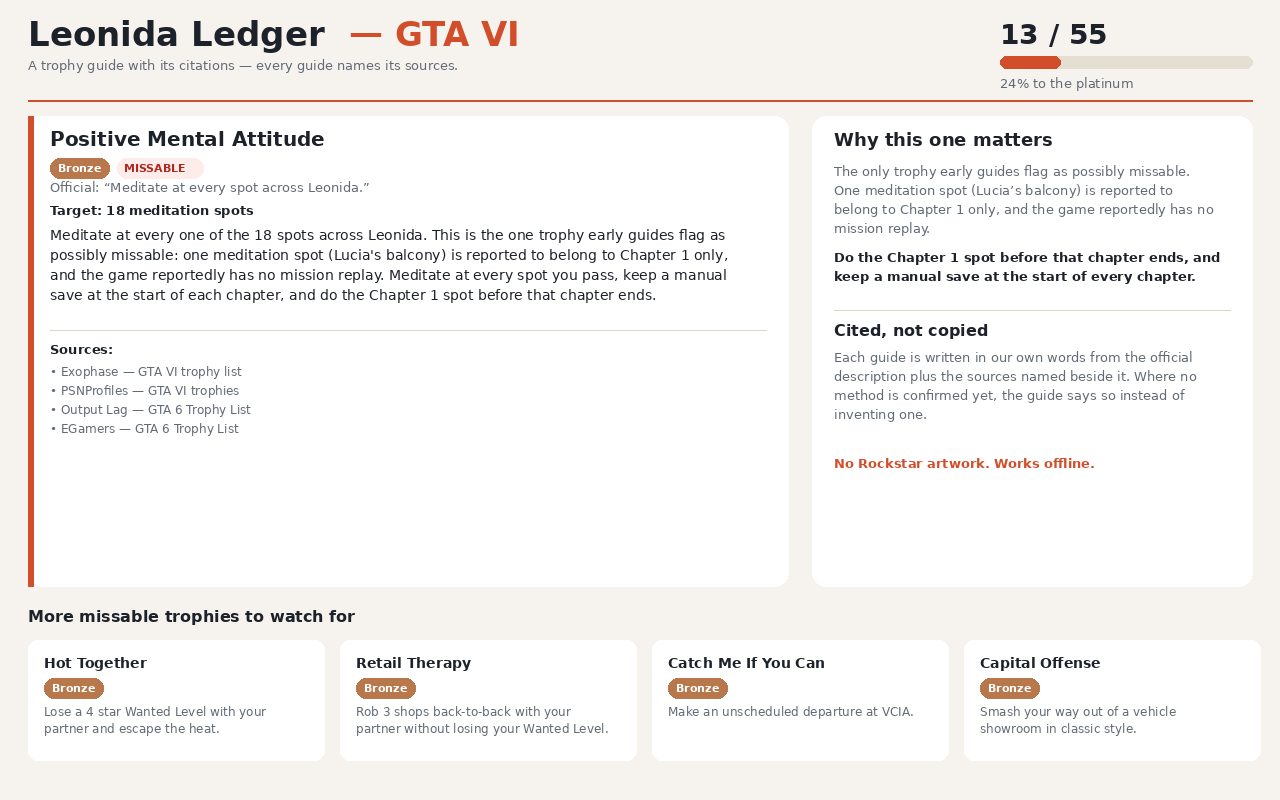 Leonida Ledger — GTA VI
A trophy guide with its citations — every guide names its sources.
13 / 55
24% to the platinum
Positive Mental Attitude
Bronze
MISSABLE
Official: “Meditate at every spot across Leonida.”
Target: 18 meditation spots
Meditate at every one of the 18 spots across Leonida. This is the one trophy early guides flag as
possibly missable: one meditation spot (Lucia's balcony) is reported to belong to Chapter 1 only,
and the game reportedly has no mission replay. Meditate at every spot you pass, keep a manual
save at the start of each chapter, and do the Chapter 1 spot before that chapter ends.
Sources:
• Exophase — GTA VI trophy list
• PSNProfiles — GTA VI trophies
• Output Lag — GTA 6 Trophy List
• EGamers — GTA 6 Trophy List
Why this one matters
The only trophy early guides flag as possibly missable.
One meditation spot (Lucia’s balcony) is reported to
belong to Chapter 1 only, and the game reportedly has no
mission replay.
Do the Chapter 1 spot before that chapter ends, and
keep a manual save at the start of every chapter.
Cited, not copied
Each guide is written in our own words from the official
description plus the sources named beside it. Where no
method is confirmed yet, the guide says so instead of
inventing one.
No Rockstar artwork. Works offline.
More missable trophies to watch for
Hot Together
Bronze
Lose a 4 star Wanted Level with your
partner and escape the heat.
Retail Therapy
Bronze
Rob 3 shops back-to-back with your
partner without losing your Wanted Level.
Catch Me If You Can
Bronze
Make an unscheduled departure at VCIA.
Capital Offense
Bronze
Smash your way out of a vehicle
showroom in classic style.